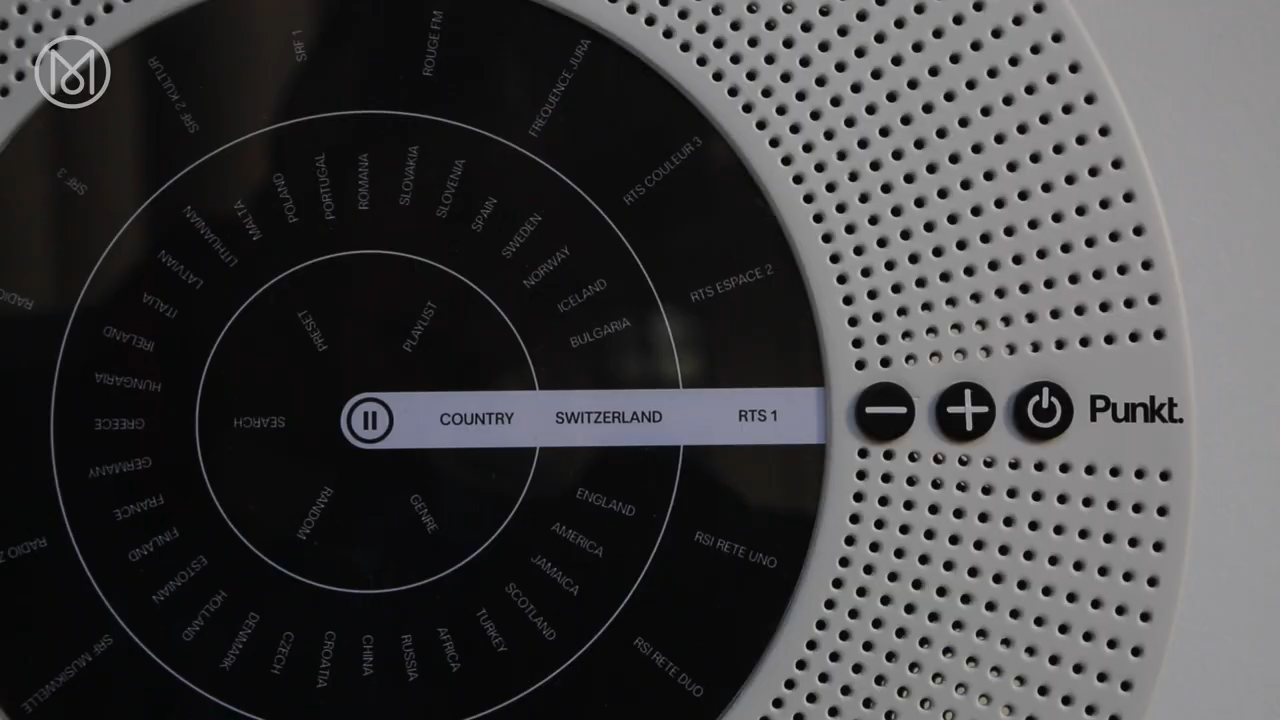 SRF 1
ROUGE FM
FREQUENCE JURA
RTS COULEUR 3
RTS ESPACE 2
SRF 2 KULTUR
SRF 3
POLAND
PORTUGAL
ROMANA
SLOVAKIA
SLOVENIA
SPAIN
SWEDEN
NORWAY
ICELAND
BULGARIA
MALTA
LITHUANIAN
LATVIAN
ITALIA
IRELAND
HUNGARIA
GREECE
GERMANY
FRANCE
FINLAND
ESTONIAN
HOLLAND
DENMARK
CZECH
CROATIA
CHINA
RUSSIA
AFRICA
TURKEY
SCOTLAND
JAMAICA
AMERICA
ENGLAND
PRESET
PLAYLIST
SEARCH
RANDOM
GENRE
COUNTRY SWITZERLAND RTS 1
Punkt.
RSI RETE UNO
RSI RETE DUO
SRF MUSIKWELLE
RADIO